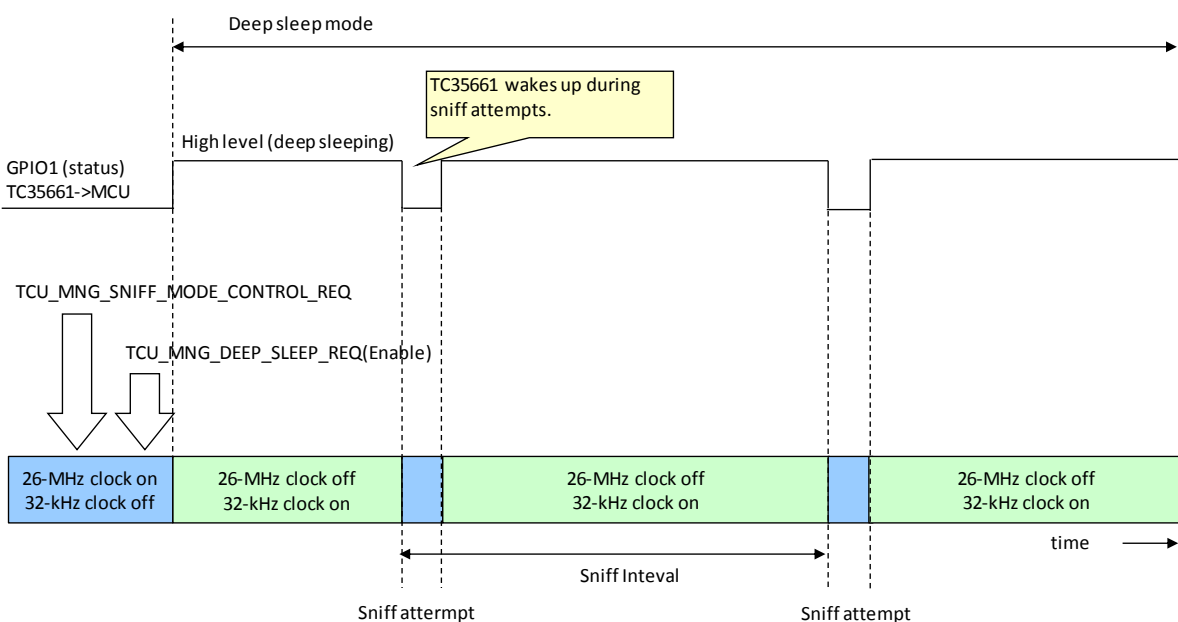 Deep sleep mode
TC35661 wakes up during
sniff attempts.
High level (deep sleeping)
GPIO1 (status)
TC35661->MCU
TCU_MNG_SNIFF_MODE_CONTROL_REQ
TCU_MNG_DEEP_SLEEP_REQ(Enable)
26-MHz clock on
32-kHz clock off
26-MHz clock off
32-kHz clock on
26-MHz clock off
32-kHz clock on
26-MHz clock off
32-kHz clock on
time
Sniff Inteval
Sniff attermpt
Sniff attempt